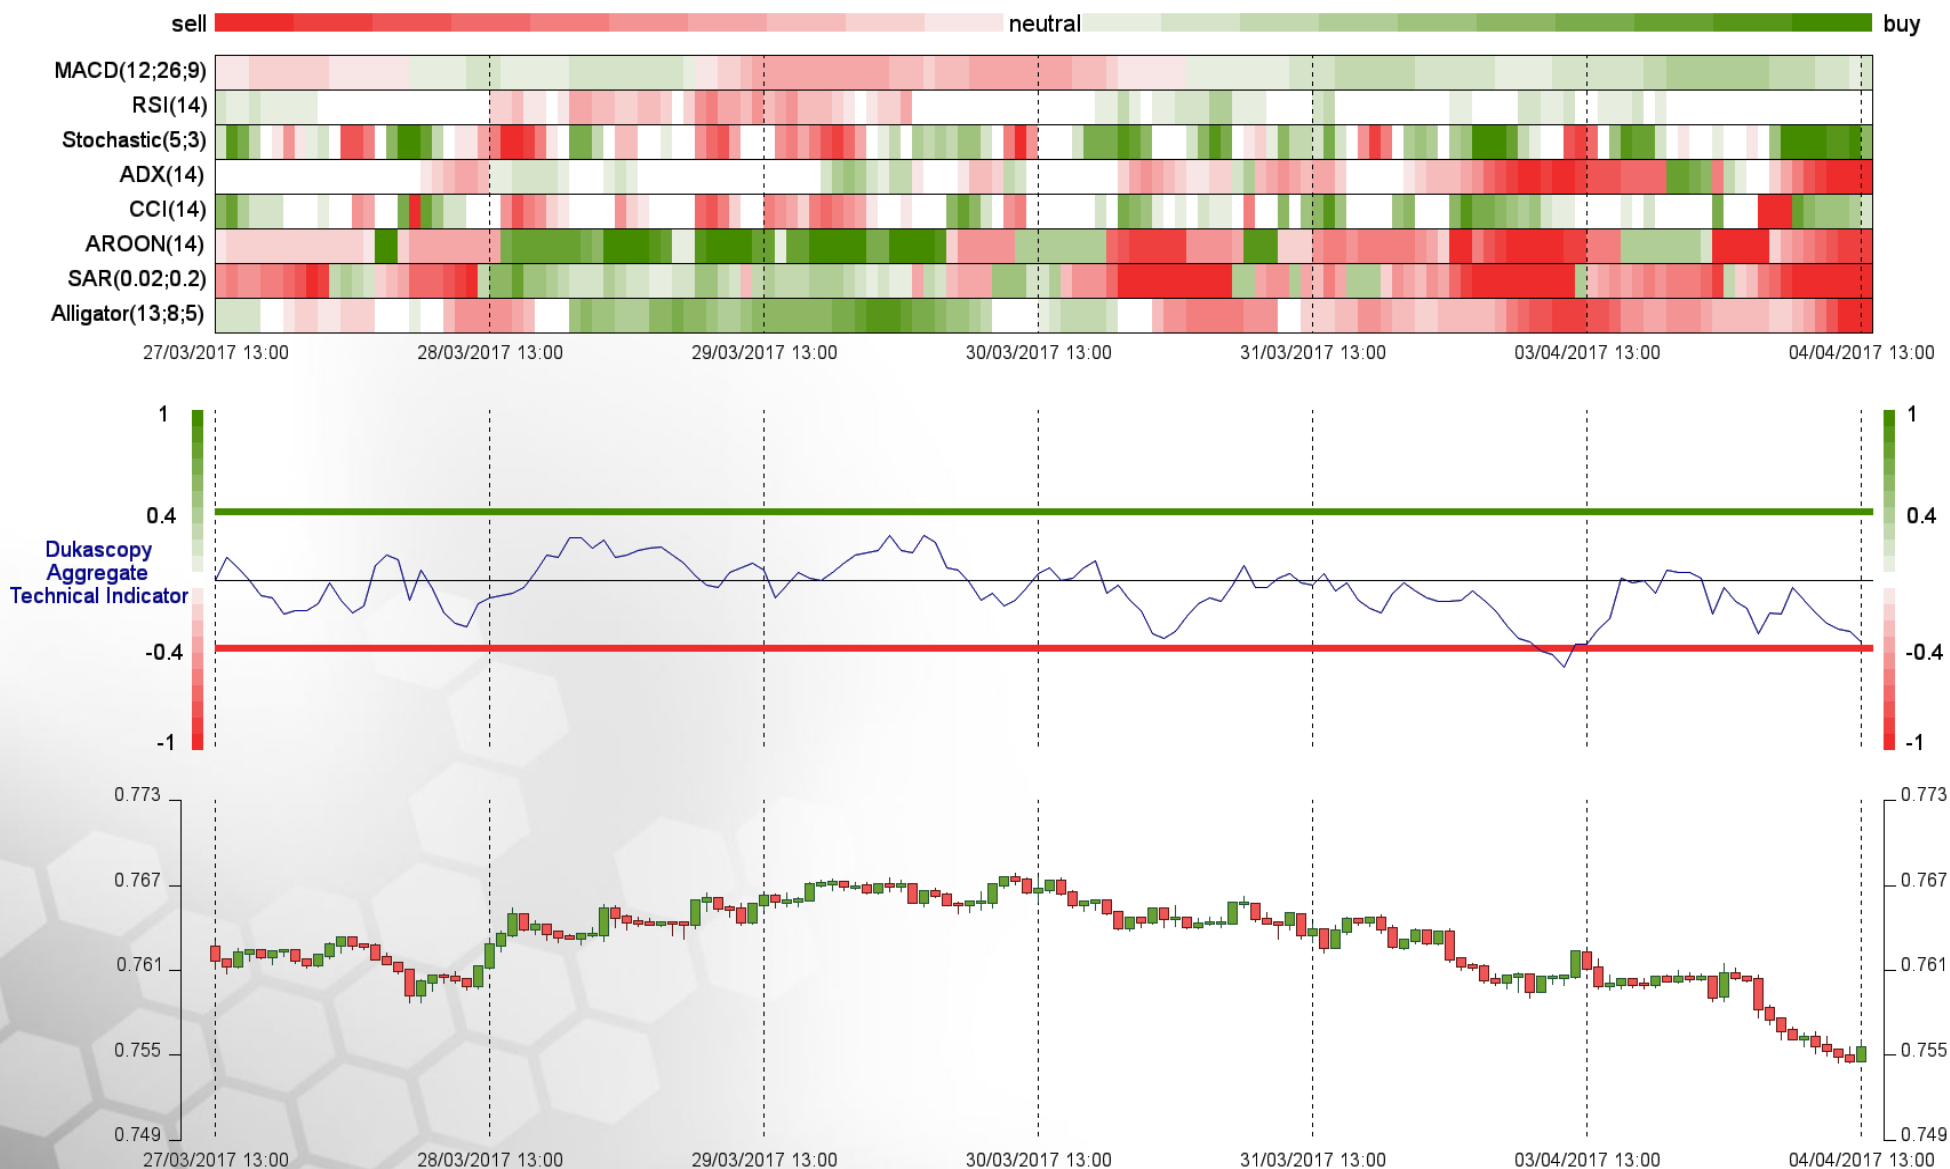 sell neutral buy
MACD(12;26;9)
RSI(14)
Stochastic(5;3)
ADX(14)
CCI(14)
AROON(14)
SAR(0.02;0.2)
Alligator(13;8;5)
27/03/2017 13:00 28/03/2017 13:00 29/03/2017 13:00 30/03/2017 13:00 31/03/2017 13:00 03/04/2017 13:00 04/04/2017 13:00
1 1
0.4 0.4
Dukascopy
Aggregate
Technical Indicator
-0.4 -0.4
-1 -1
0.773 0.773
0.767 0.767
0.761 0.761
0.755 0.755
0.749 0.749
27/03/2017 13:00 28/03/2017 13:00 29/03/2017 13:00 30/03/2017 13:00 31/03/2017 13:00 03/04/2017 13:00 04/04/2017 13:00